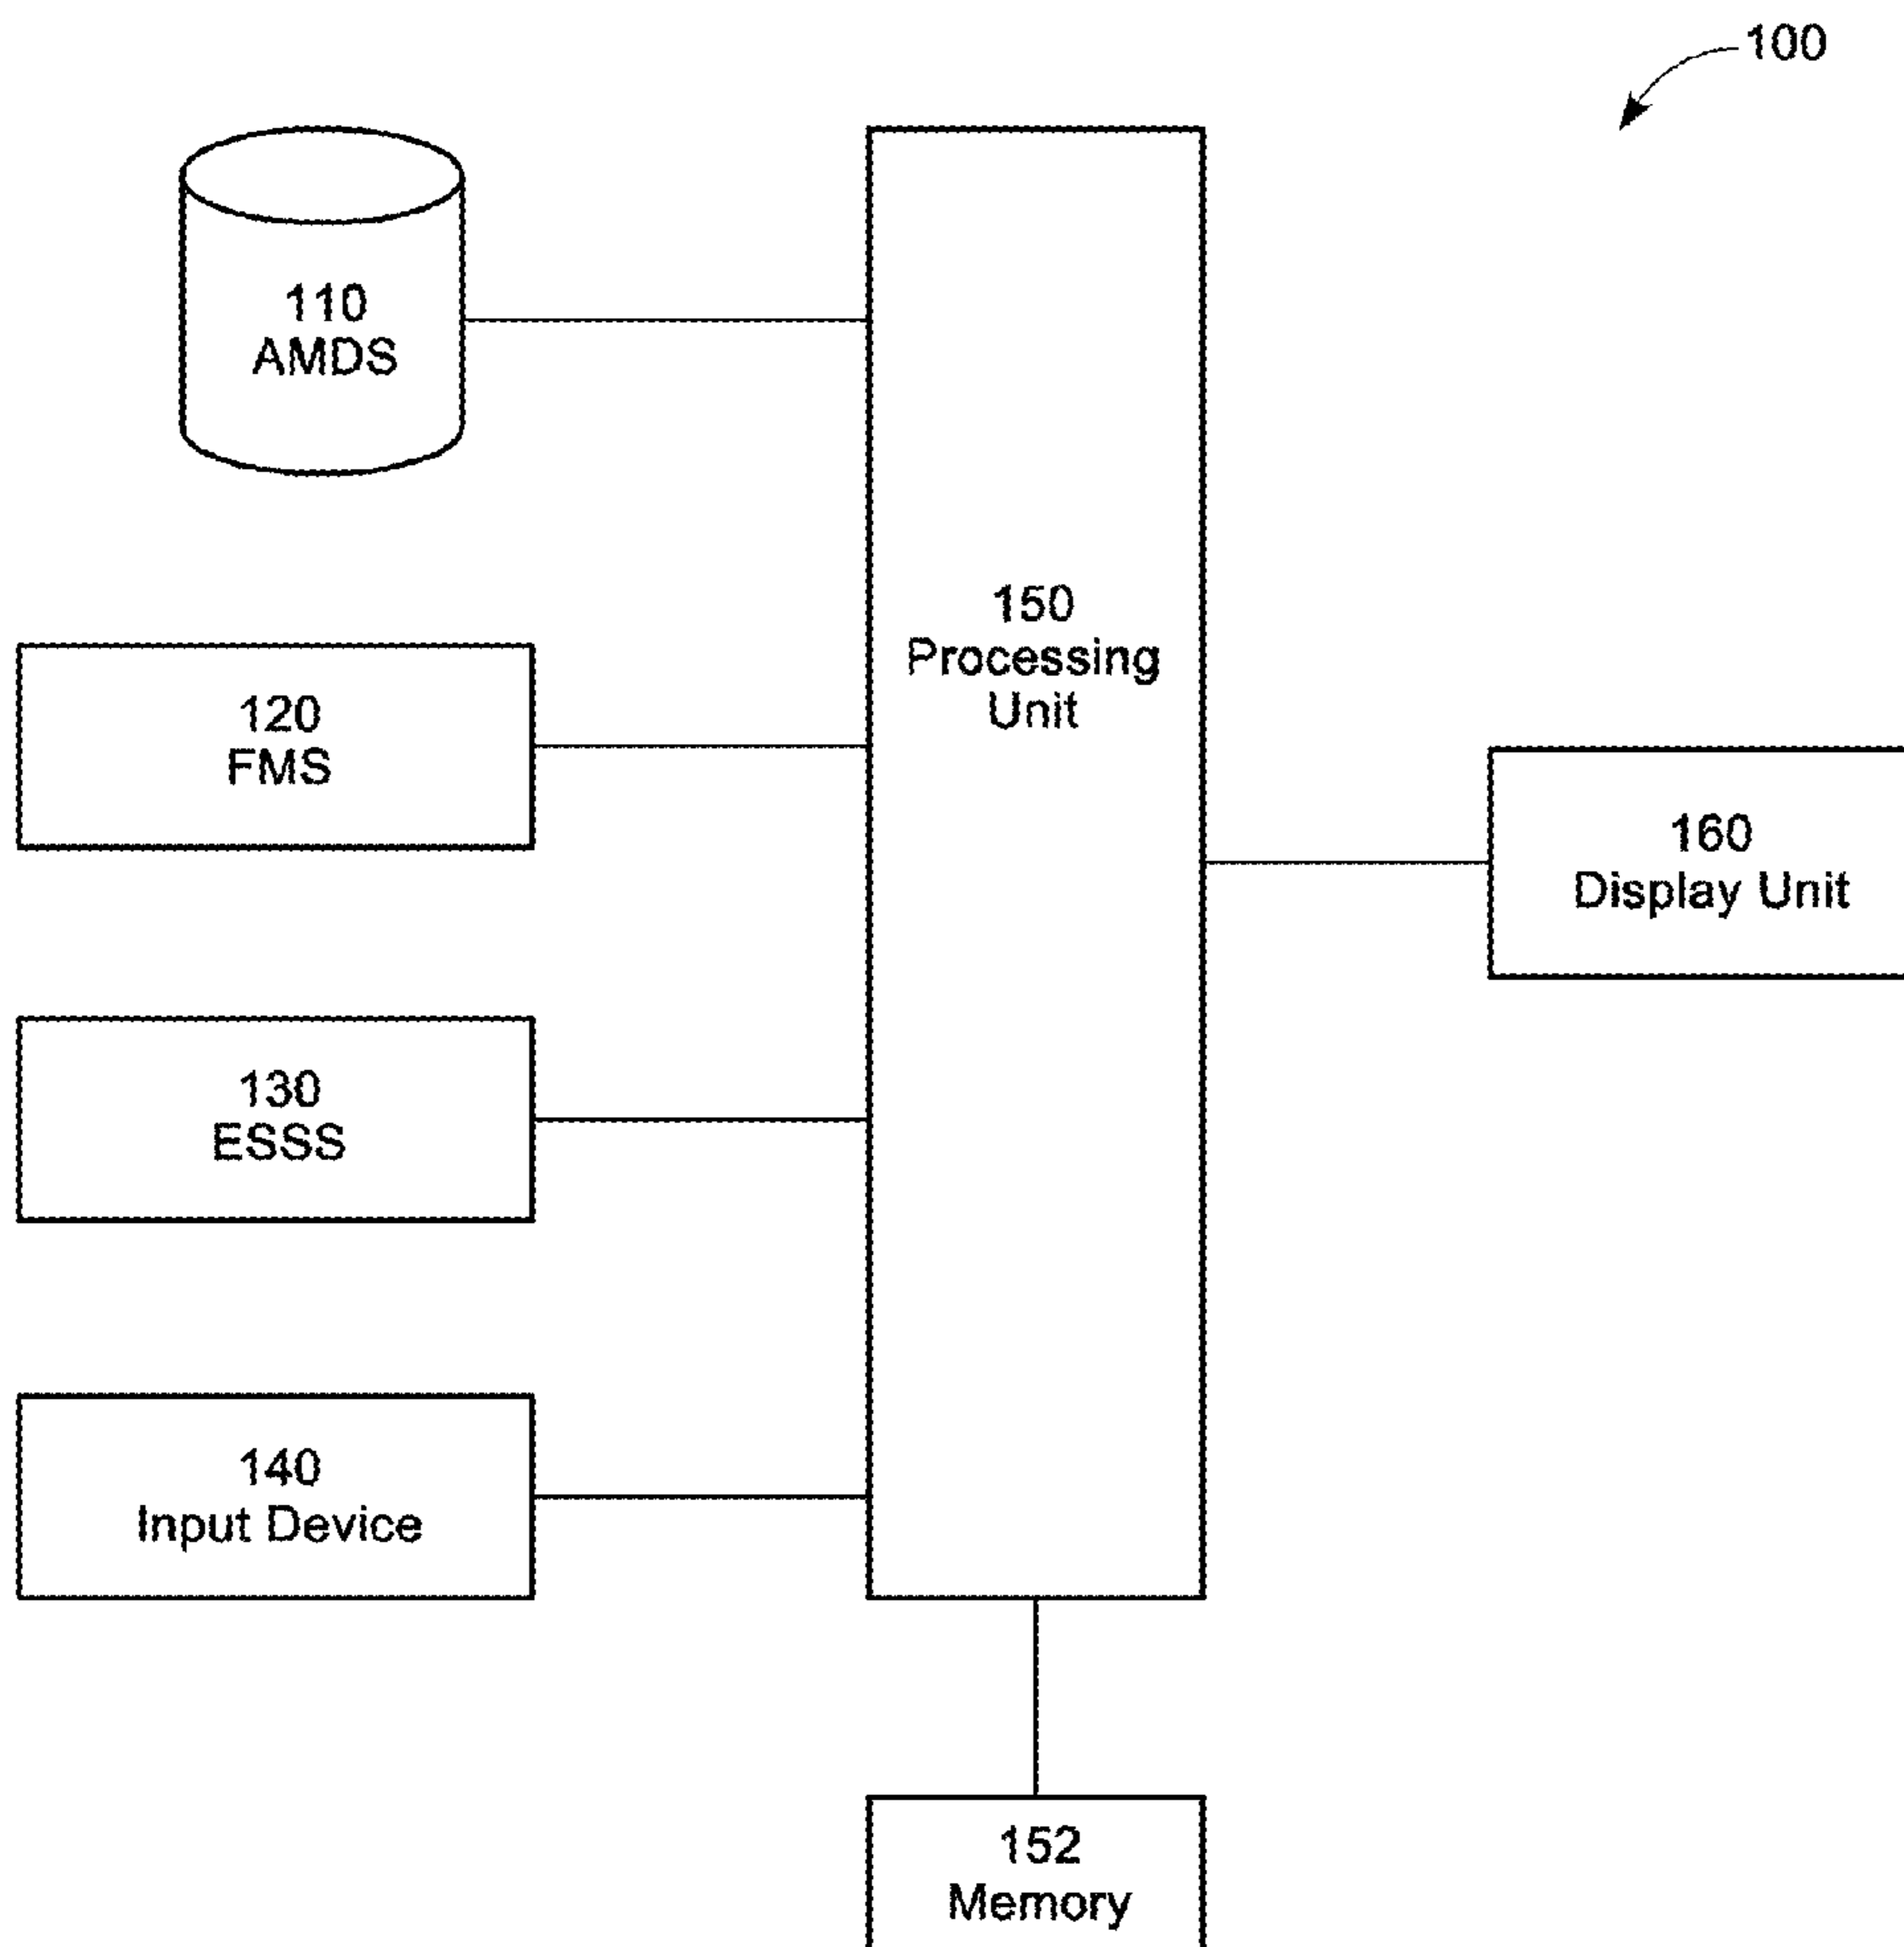 100
110
AMDS
150
Processing
Unit
120
FMS
160
Display Unit
130
ESSS
140
Input Device
152
Memory